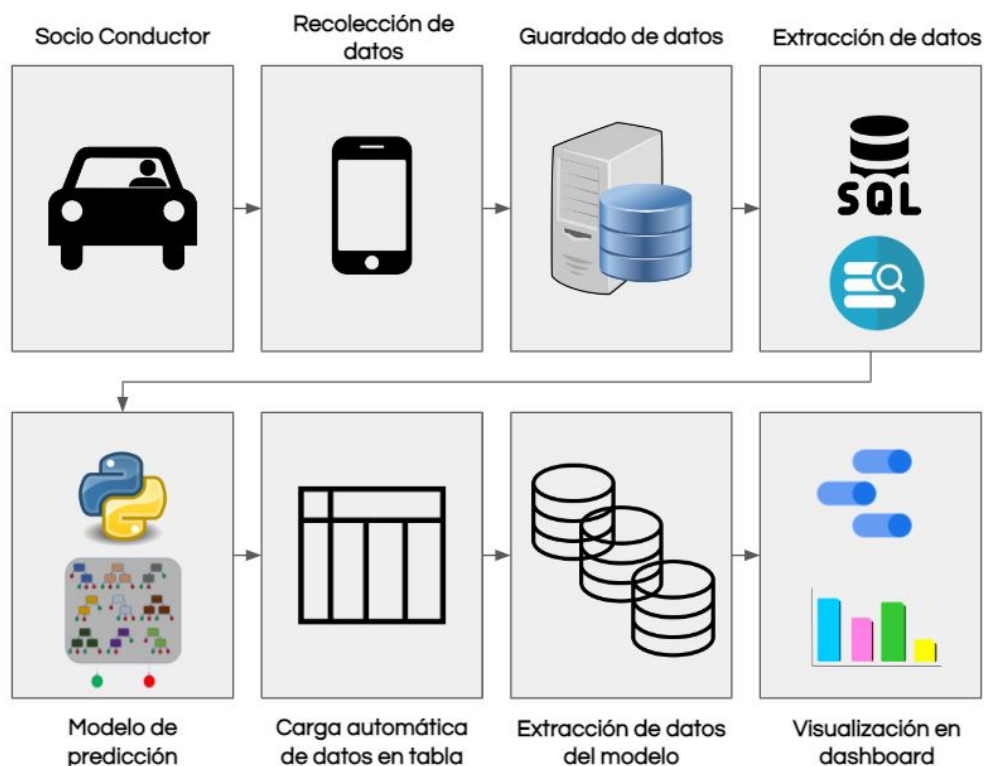 Socio Conductor
Recolección de
datos
Guardado de datos
Extracción de datos
SQL
Modelo de
predicción
Carga automática
de datos en tabla
Extracción de datos
del modelo
Visualización en
dashboard